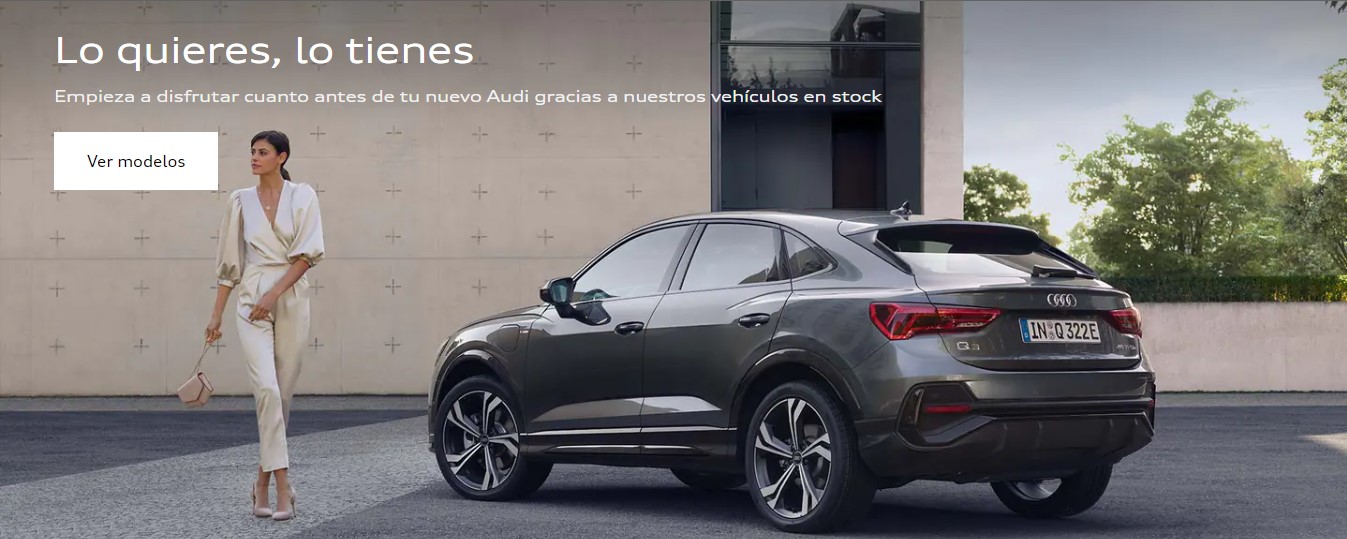 Lo quieres, lo tienes
Empieza a disfrutar cuanto antes de tu nuevo Audi gracias a nuestros vehículos en stock
Ver modelos
IN Q 322E
Q3